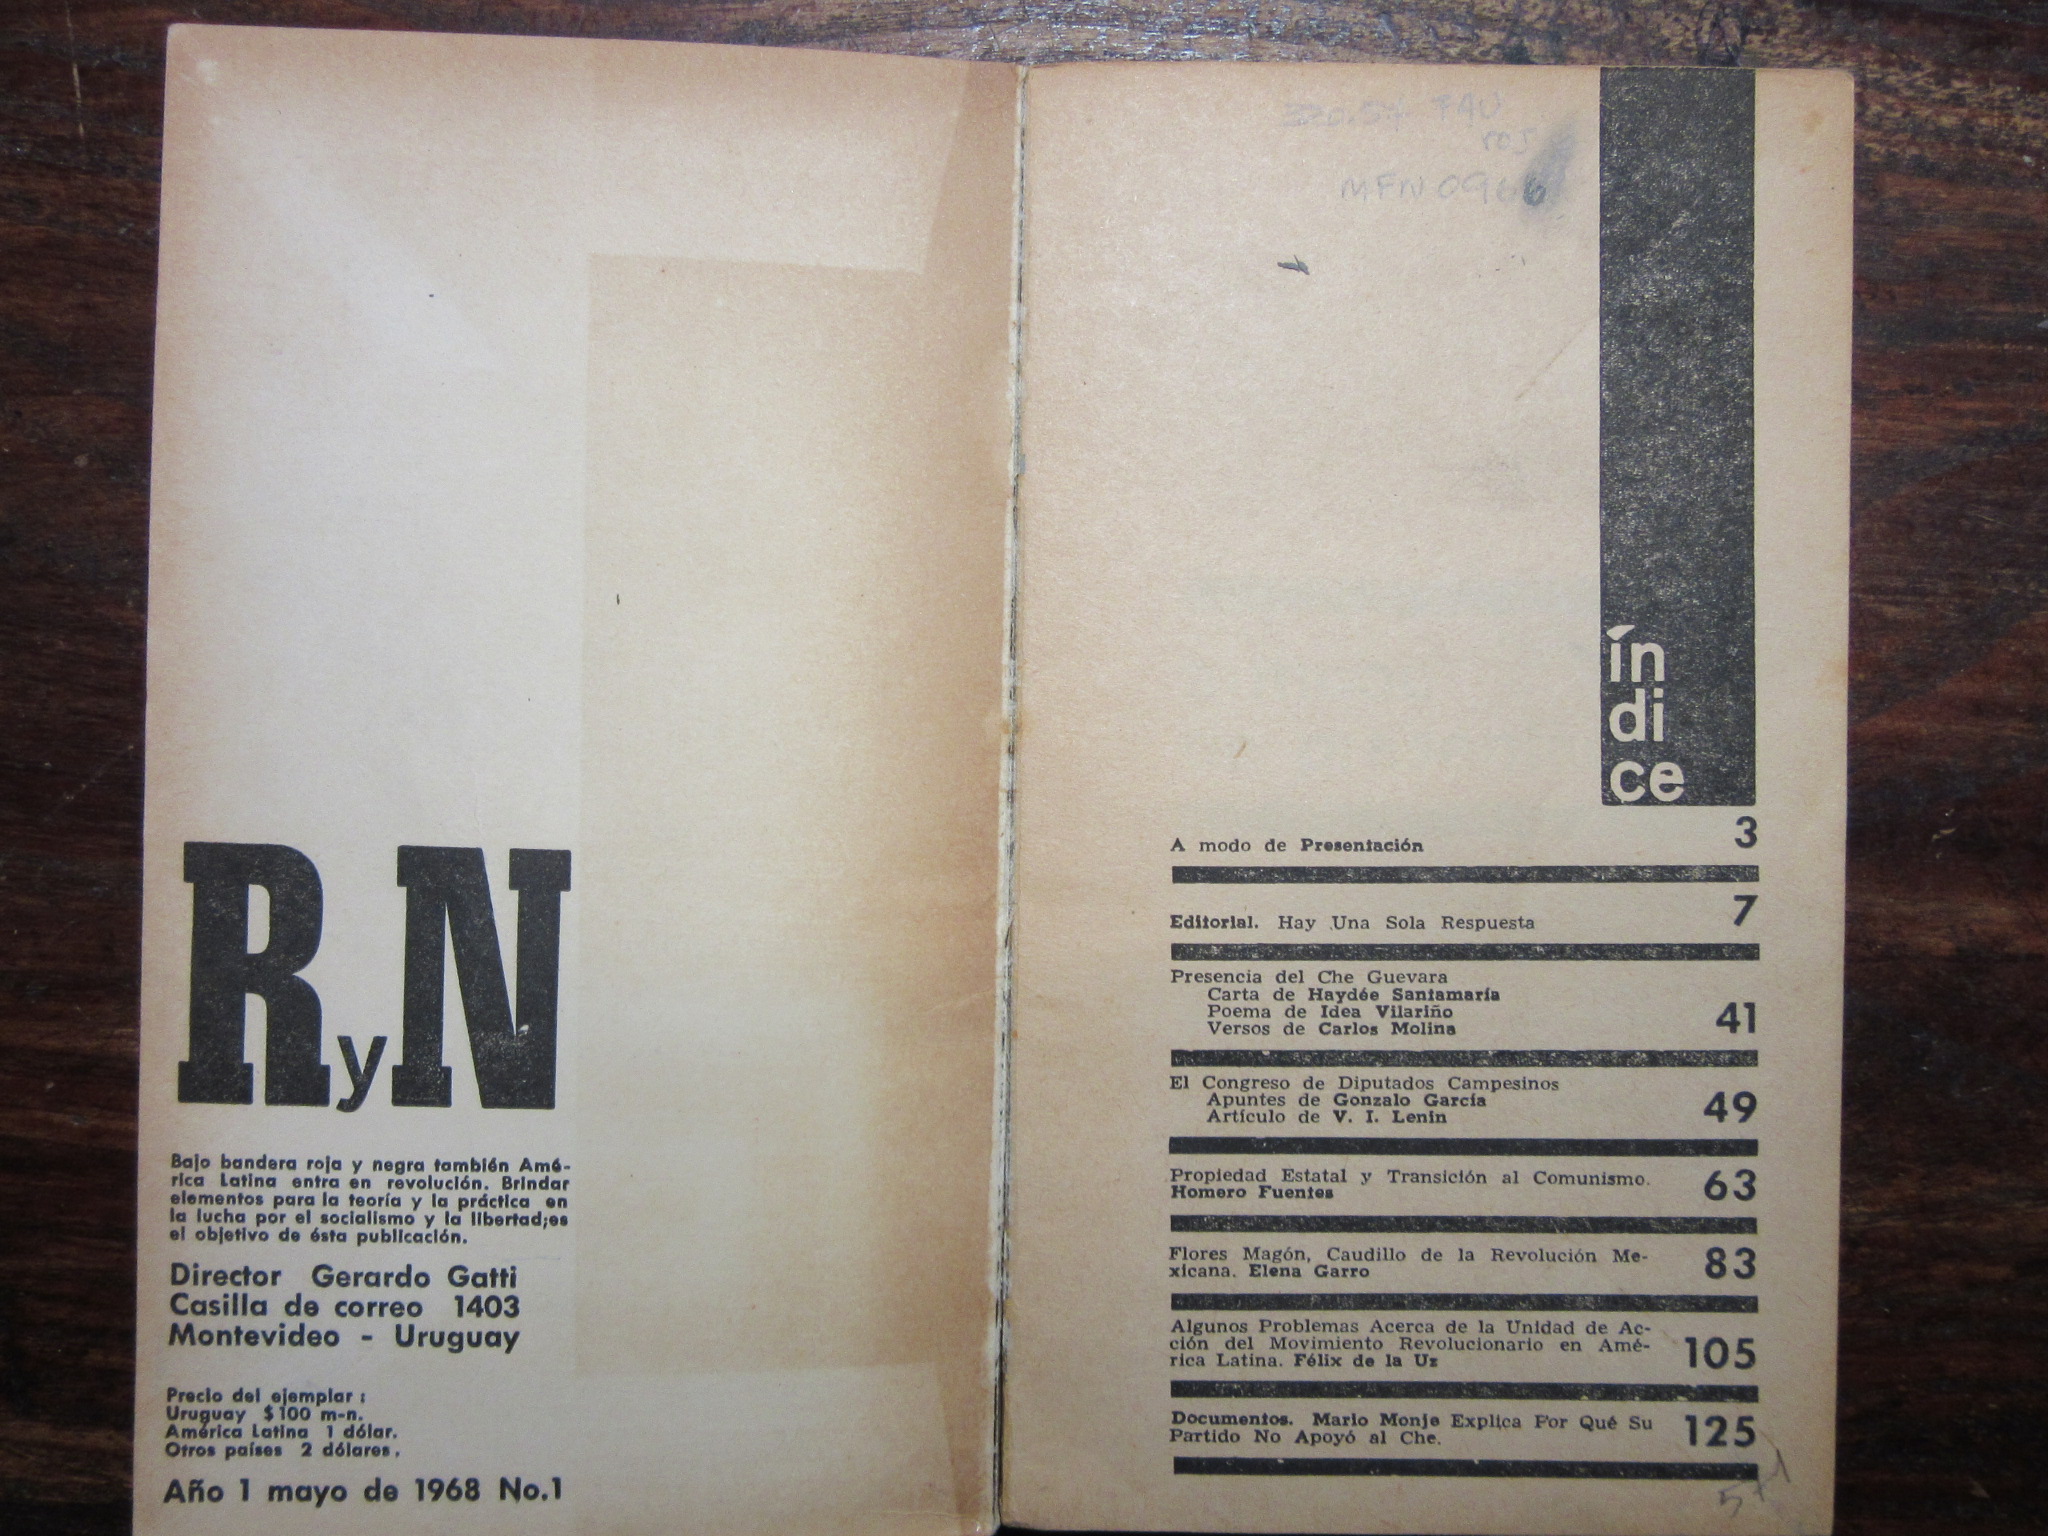 RyN
Bajo bandera roja y negra también Amé-
rica Latina entra en revolución. Brindar
elementos para la teoría y la práctica en
la lucha por el socialismo y la libertad;es
el objetivo de ésta publicación.
Director Gerardo Gatti
Casilla de correo 1403
Montevideo - Uruguay
Precio del ejemplar :
Uruguay $ 100 m-n.
América Latina 1 dólar.
Otros países 2 dólares.
Año 1 mayo de 1968 No.1
MFN 096
ín
di
ce
A modo de Presentación 3
Editorial. Hay Una Sola Respuesta 7
Presencia del Che Guevara
Carta de Haydée Santamaría
Poema de Idea Vilariño
Versos de Carlos Molina 41
El Congreso de Diputados Campesinos
Apuntes de Gonzalo García
Artículo de V. I. Lenin 49
Propiedad Estatal y Transición al Comunismo.
Homero Fuentes 63
Flores Magón, Caudillo de la Revolución Me-
xicana. Elena Garro 83
Algunos Problemas Acerca de la Unidad de Ac-
ción del Movimiento Revolucionario en Amé-
rica Latina. Félix de la Uz 105
Documentos. Mario Monje Explica Por Qué Su
Partido No Apoyó al Che. 125